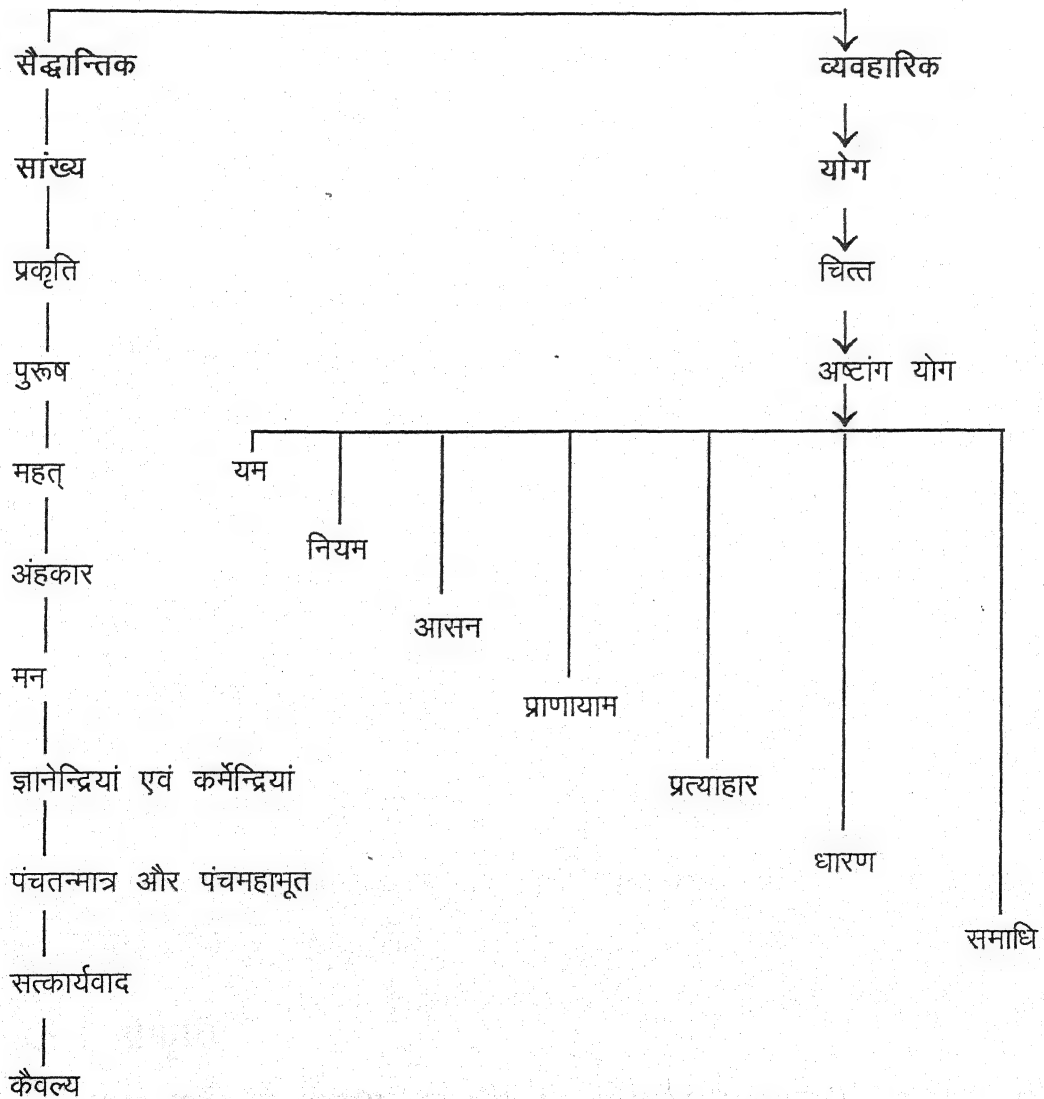 सैद्धान्तिक व्यवहारिक
सांख्य योग
प्रकृति चित्त
पुरूष अष्टांग योग
महत् यम
नियम
अंहकार
आसन
मन
प्राणायाम
ज्ञानेन्द्रियां एवं कर्मेन्द्रियां प्रत्याहार
धारण
पंचतन्मात्र और पंचमहाभूत
समाधि
सत्कार्यवाद
कैवल्य